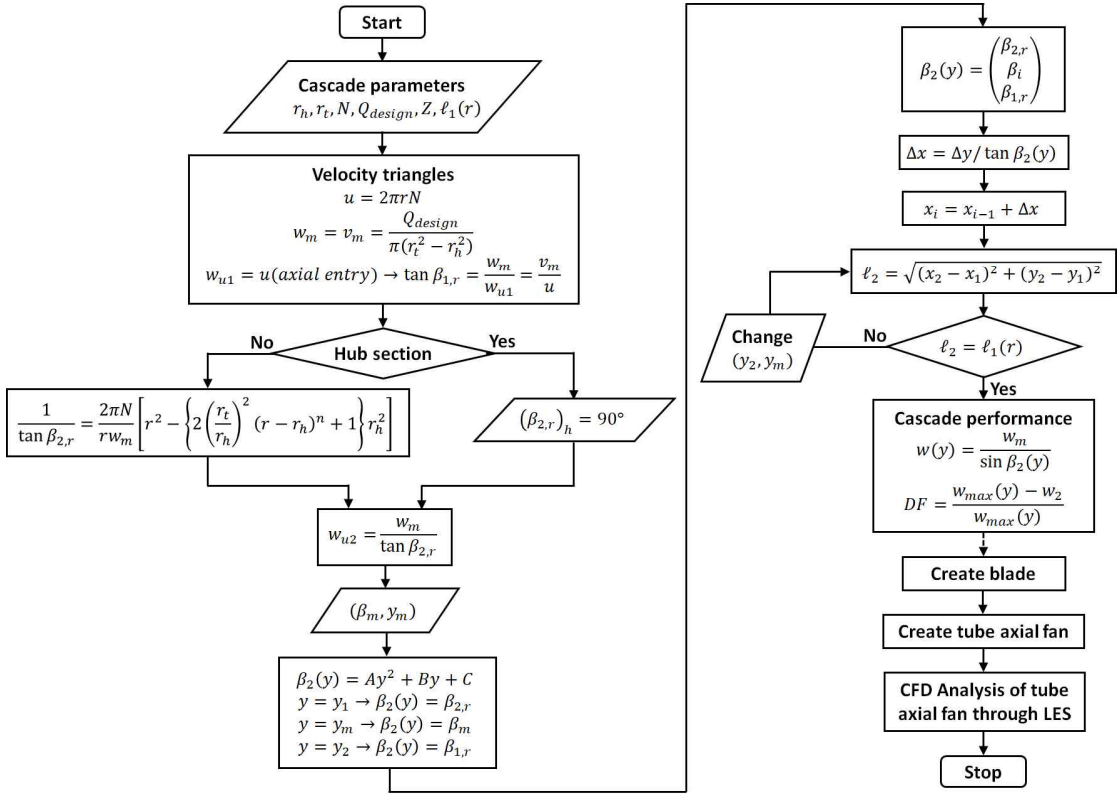 Start
Cascade parameters
r_h, r_t, N, Q_design, Z, ℓ_1(r)
Velocity triangles
u = 2πrN
w_m = v_m = Q_design / π(r_t^2 − r_h^2)
w_u1 = u(axial entry) → tan β_1,r = w_m / w_u1 = v_m / u
No
Hub section
Yes
1 / tan β_2,r = 2πN / rw_m [r^2 − {2(r_t / r_h)^2 (r − r_h)^n + 1} r_h^2]
(β_2,r)_h = 90°
w_u2 = w_m / tan β_2,r
(β_m, y_m)
β_2(y) = Ay^2 + By + C
y = y_1 → β_2(y) = β_2,r
y = y_m → β_2(y) = β_m
y = y_2 → β_2(y) = β_1,r
β_2(y) = (β_2,r
β_i
β_1,r)
Δx = Δy/tan β_2(y)
x_i = x_i−1 + Δx
ℓ_2 = √((x_2 − x_1)^2 + (y_2 − y_1)^2)
Change
(y_2, y_m)
No
ℓ_2 = ℓ_1(r)
Yes
Cascade performance
w(y) = w_m / sin β_2(y)
DF = w_max(y) − w_2 / w_max(y)
Create blade
Create tube axial fan
CFD Analysis of tube
axial fan through LES
Stop